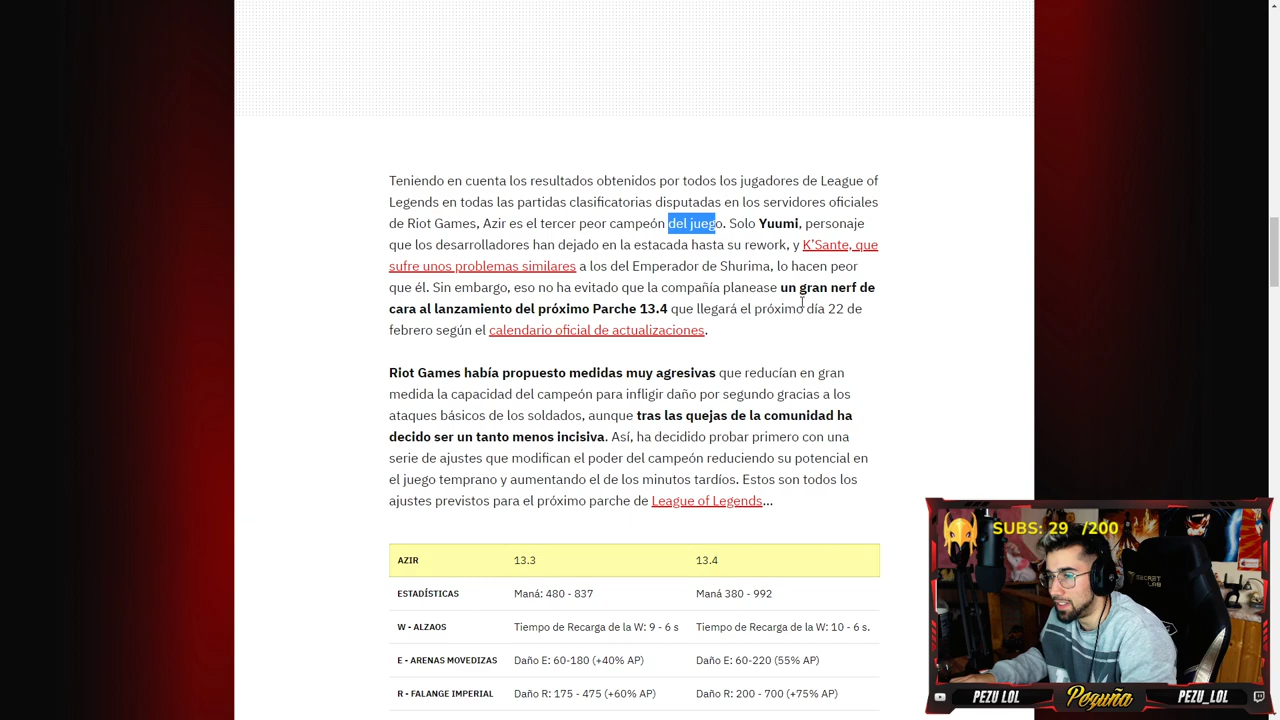 Teniendo en cuenta los resultados obtenidos por todos los jugadores de League of
Legends en todas las partidas clasificatorias disputadas en los servidores oficiales
de Riot Games, Azir es el tercer peor campeón del juego. Solo Yuumi, personaje
que los desarrolladores han dejado en la estacada hasta su rework, y K'Sante, que
sufre unos problemas similares a los del Emperador de Shurima, lo hacen peor
que él. Sin embargo, eso no ha evitado que la compañía planease un gran nerf de
cara al lanzamiento del próximo Parche 13.4 que llegará el próximo día 22 de
febrero según el calendario oficial de actualizaciones.
Riot Games había propuesto medidas muy agresivas que reducían en gran
medida la capacidad del campeón para infligir daño por segundo gracias a los
ataques básicos de los soldados, aunque tras las quejas de la comunidad ha
decido ser un tanto menos incisiva. Así, ha decidido probar primero con una
serie de ajustes que modifican el poder del campeón reduciendo su potencial en
el juego temprano y aumentando el de los minutos tardíos. Estos son todos los
ajustes previstos para el próximo parche de League of Legends...
AZIR 13.3 13.4
ESTADÍSTICAS Maná: 480 - 837 Maná 380 - 992
W - ALZAOS Tiempo de Recarga de la W: 9 - 6 s Tiempo de Recarga de la W: 10 - 6 s.
E - ARENAS MOVEDIZAS Daño E: 60-180 (+40% AP) Daño E: 60-220 (55% AP)
R - FALANGE IMPERIAL Daño R: 175 - 475 (+60% AP) Daño R: 200 - 700 (+75% AP)
SUBS: 29 /200
SECRET LAB
PEZU LOL Peguña PEZU_LOL